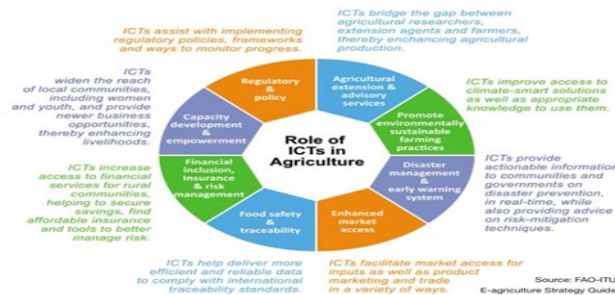 ICTs assist with implementing
regulatory policies, frameworks
and ways to monitor progress.
ICTs bridge the gap between
agricultural researchers,
extension agents and farmers,
thereby enchancing agricultural
production.
ICTs
widen the reach
of local communities,
including women
and youth, and provide
newer business
opportunities,
thereby enhancing
livelihoods.
Regulatory
&
policy
Agricultural
extension &
advisory
services
ICTs improve access to
climate-smart solutions
as well as appropriate
knowledge to use them.
Capacity
development
&
empowerment
Role of
ICTs in
Agriculture
Promote
environmentally
sustainable
farming
practices
ICTs increase
access to financial
services for rural
communities,
helping to secure
savings, find
affordable insurance
and tools to better
manage risk.
Financial
inclusion,
insurance
& risk
management
Disaster
management
&
early warning
system
ICTs provide
actionable information
to communities and
governments on
disaster prevention,
in real-time, while
also providing advice
on risk-mitigation
techniques.
Food safety
&
traceability
Enhanced
market
access
ICTs help deliver more
efficient and reliable data
to comply with international
traceability standards.
ICTs facilitate market access for
inputs as well as product
marketing and trade
in a variety of ways.
Source: FAO-ITU
E-agriculture Strategy Guide